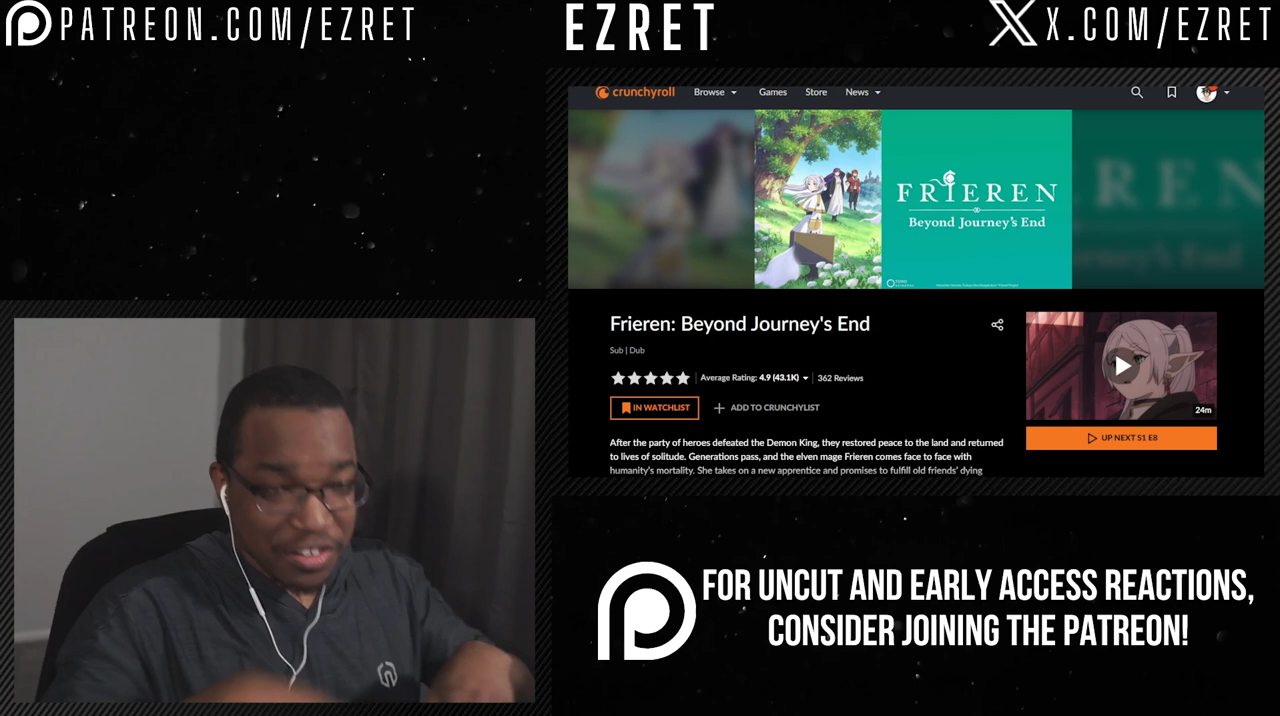 PATREON.COM/EZRET
EZRET
X.COM/EZRET
crunchyroll
Browse
Games
Store
News
FRIEREN
Beyond Journey's End
Frieren: Beyond Journey's End
Sub | Dub
Average Rating: 4.9 (43.1K)
362 Reviews
IN WATCHLIST
ADD TO CRUNCHYLIST
24m
UP NEXT S1 E8
After the party of heroes defeated the Demon King, they restored peace to the land and returned
to lives of solitude. Generations pass, and the elven mage Frieren comes face to face with
humanity's mortality. She takes on a new apprentice and promises to fulfill old friends' dying
FOR UNCUT AND EARLY ACCESS REACTIONS,
CONSIDER JOINING THE PATREON!